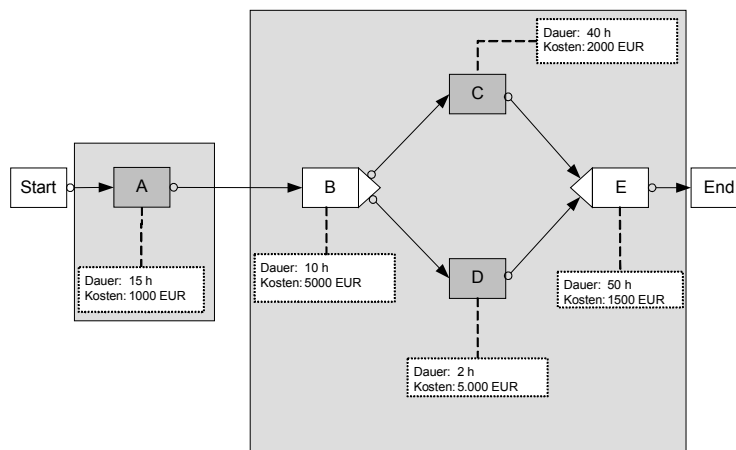 Dauer: 40 h
Kosten: 2000 EUR
C
Start
A
B
E
End
Dauer: 15 h
Kosten: 1000 EUR
Dauer: 10 h
Kosten: 5000 EUR
D
Dauer: 50 h
Kosten: 1500 EUR
Dauer: 2 h
Kosten: 5.000 EUR